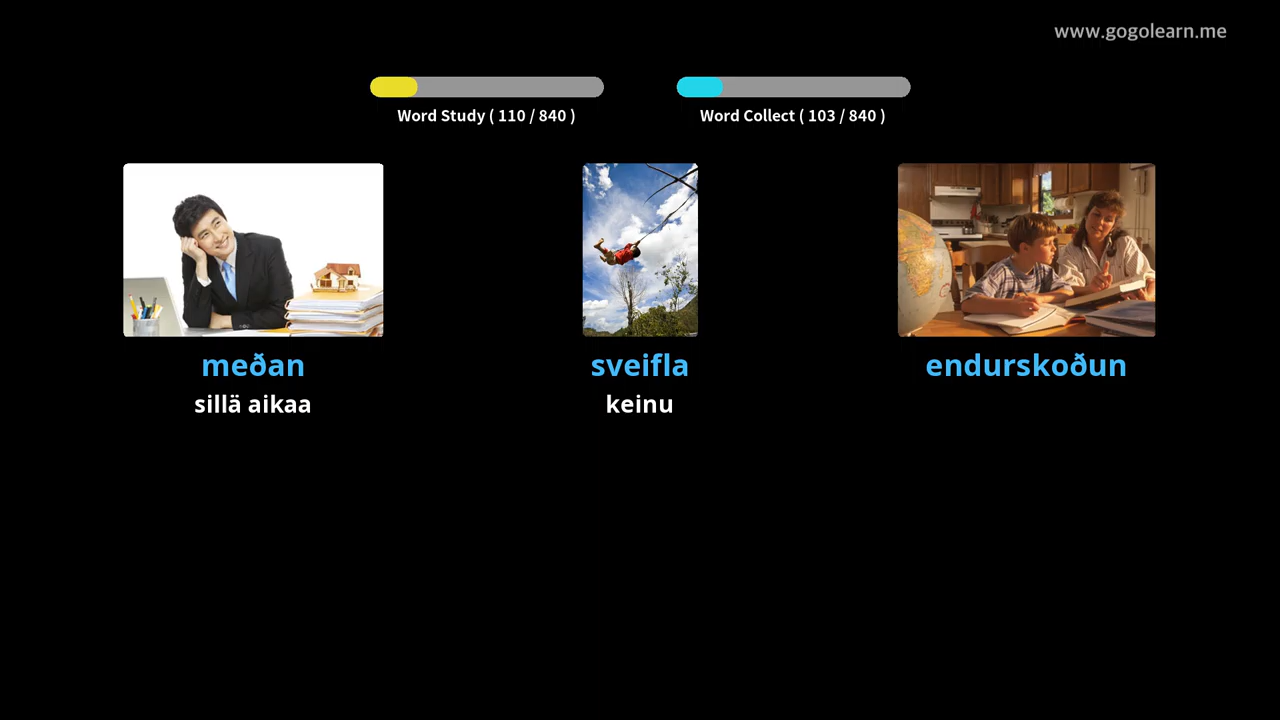 www.gogolearn.me
Word Study ( 110 / 840 )
Word Collect ( 103 / 840 )
meðan
sillä aikaa
sveifla
keinu
endurskoðun